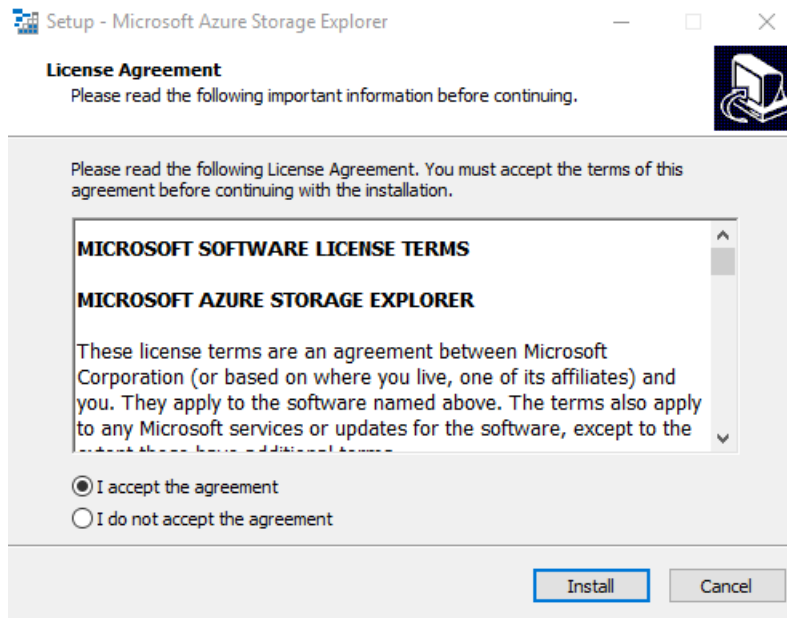 Setup - Microsoft Azure Storage Explorer
License Agreement
Please read the following important information before continuing.
Please read the following License Agreement. You must accept the terms of this
agreement before continuing with the installation.
MICROSOFT SOFTWARE LICENSE TERMS
MICROSOFT AZURE STORAGE EXPLORER
These license terms are an agreement between Microsoft
Corporation (or based on where you live, one of its affiliates) and
you. They apply to the software named above. The terms also apply
to any Microsoft services or updates for the software, except to the
extent those have additional terms.
I accept the agreement
I do not accept the agreement
Install
Cancel